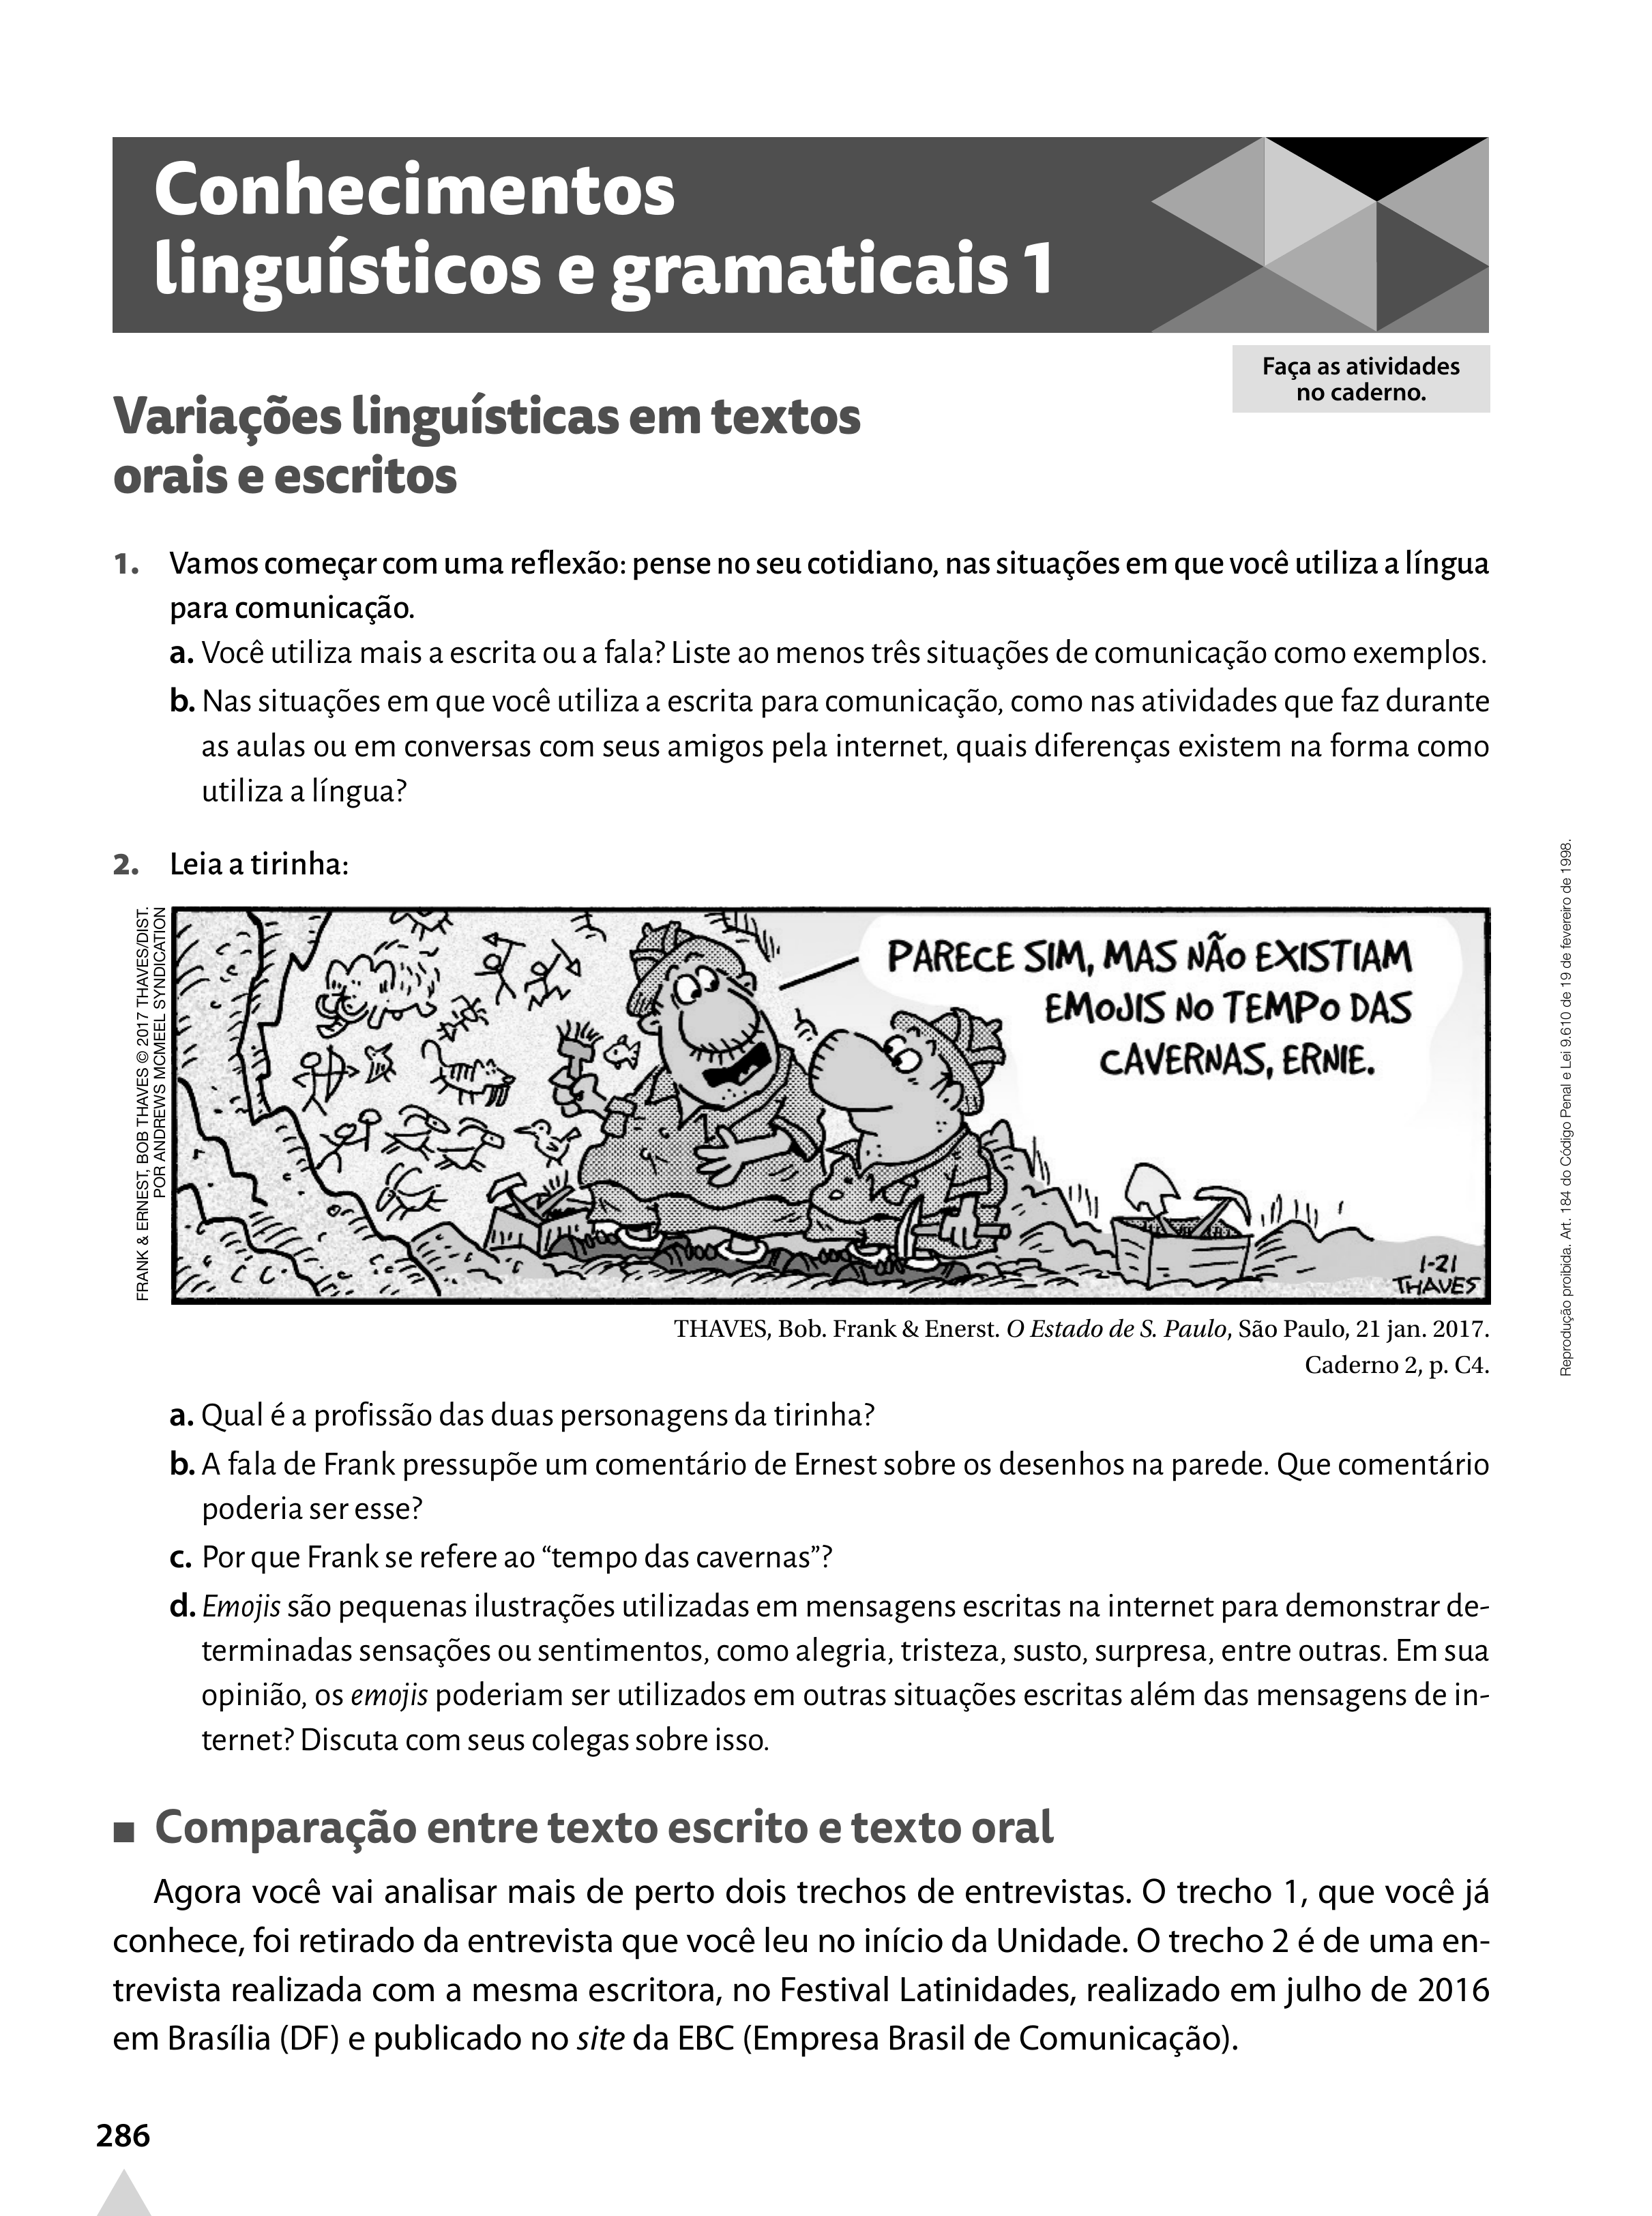 Conhecimentos
linguísticos e gramaticais 1
Faça as atividades
no caderno.
Variações linguísticas em textos
orais e escritos
1. Vamos começar com uma reflexão: pense no seu cotidiano, nas situações em que você utiliza a língua
para comunicação.
a. Você utiliza mais a escrita ou a fala? Liste ao menos três situações de comunicação como exemplos.
b. Nas situações em que você utiliza a escrita para comunicação, como nas atividades que faz durante
as aulas ou em conversas com seus amigos pela internet, quais diferenças existem na forma como
utiliza a língua?
2. Leia a tirinha:
FRANK & ERNEST, BOB THAVES © 2017 THAVES/DIST.
POR ANDREWS MCMEEL SYNDICATION
PARECE SIM, MAS NÃO EXISTIAM
EMOJIS NO TEMPO DAS
CAVERNAS, ERNIE.
1-21
THAVES
THAVES, Bob. Frank & Enerst. O Estado de S. Paulo, São Paulo, 21 jan. 2017.
Caderno 2, p. C4.
a. Qual é a profissão das duas personagens da tirinha?
b. A fala de Frank pressupõe um comentário de Ernest sobre os desenhos na parede. Que comentário
poderia ser esse?
c. Por que Frank se refere ao “tempo das cavernas”?
d. Emojis são pequenas ilustrações utilizadas em mensagens escritas na internet para demonstrar de-
terminadas sensações ou sentimentos, como alegria, tristeza, susto, surpresa, entre outras. Em sua
opinião, os emojis poderiam ser utilizados em outras situações escritas além das mensagens de in-
ternet? Discuta com seus colegas sobre isso.
■ Comparação entre texto escrito e texto oral
Agora você vai analisar mais de perto dois trechos de entrevistas. O trecho 1, que você já
conhece, foi retirado da entrevista que você leu no início da Unidade. O trecho 2 é de uma en-
trevista realizada com a mesma escritora, no Festival Latinidades, realizado em julho de 2016
em Brasília (DF) e publicado no site da EBC (Empresa Brasil de Comunicação).
286
Reprodução proibida. Art. 184 do Código Penal e Lei 9.610 de 19 de fevereiro de 1998.